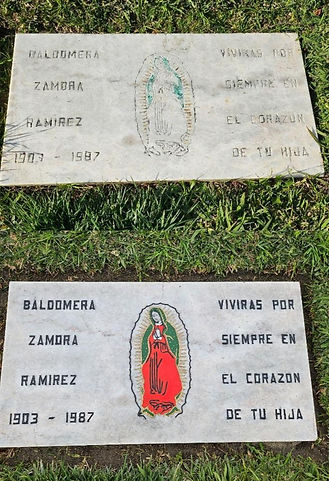 BALDOMERA
ZAMORA
RAMIREZ
1903 - 1987
VIVIRAS POR
SIEMPRE EN
EL CORAZON
DE TU HIJA
BALDOMERA
ZAMORA
RAMIREZ
1903 - 1987
VIVIRAS POR
SIEMPRE EN
EL CORAZON
DE TU HIJA